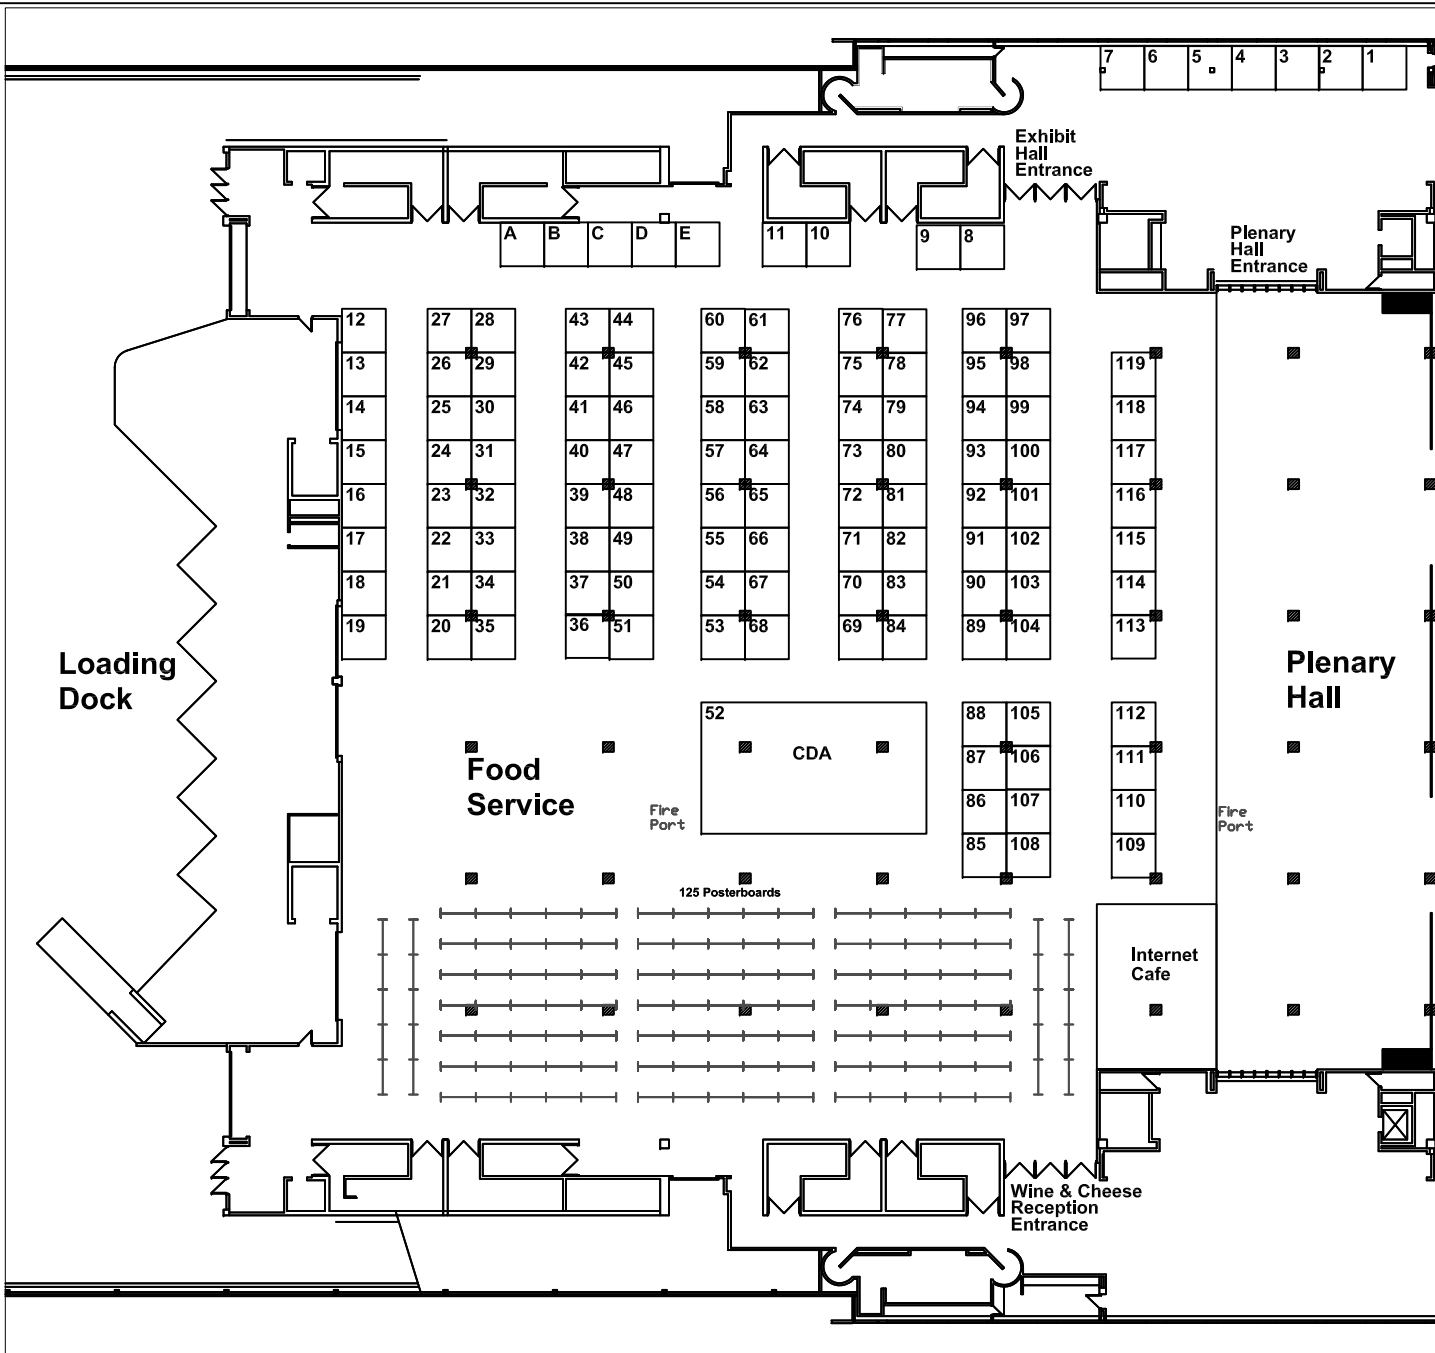 7 6 5 4 3 2 1
Exhibit
Hall
Entrance
A B C D E 11 10 9 8
Plenary
Hall
Entrance
12 27 28 43 44 60 61 76 77 96 97
13 26 29 42 45 59 62 75 78 95 98 119
14 25 30 41 46 58 63 74 79 94 99 118
15 24 31 40 47 57 64 73 80 93 100 117
16 23 32 39 48 56 65 72 81 92 101 116
17 22 33 38 49 55 66 71 82 91 102 115
18 21 34 37 50 54 67 70 83 90 103 114
19 20 35 36 51 53 68 69 84 89 104 113
Loading
Dock
Plenary
Hall
52 88 105 112
CDA
87 106 111
Food
Service
86 107 110
Fire
Port
Fire
Port
85 108 109
125 Posterboards
Internet
Cafe
Wine & Cheese
Reception
Entrance